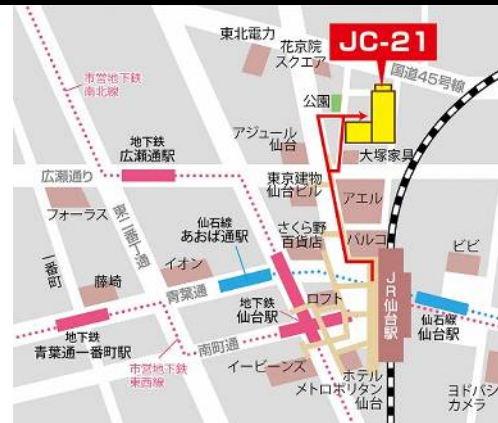 JC-21
東北電力
花京院
スクエア
国道45号線
市営地下鉄
南北線
公園
アジュール
仙台
大塚家具
地下鉄
広瀬通駅
広瀬通り
東京建物
仙台ビル
アエル
フォーラス
東二番丁通
仙石線
あおば通駅
さくら野
百貨店
パルコ
一番町
藤崎
イオン
青葉通
ビビ
JR仙台駅
地下鉄
仙台駅
ロフト
仙石線
仙台駅
地下鉄
青葉通一番町駅
南町通
市営地下鉄
東西線
イービーンズ
ホテル
メトロポリタン
仙台
ヨドバシ
カメラ